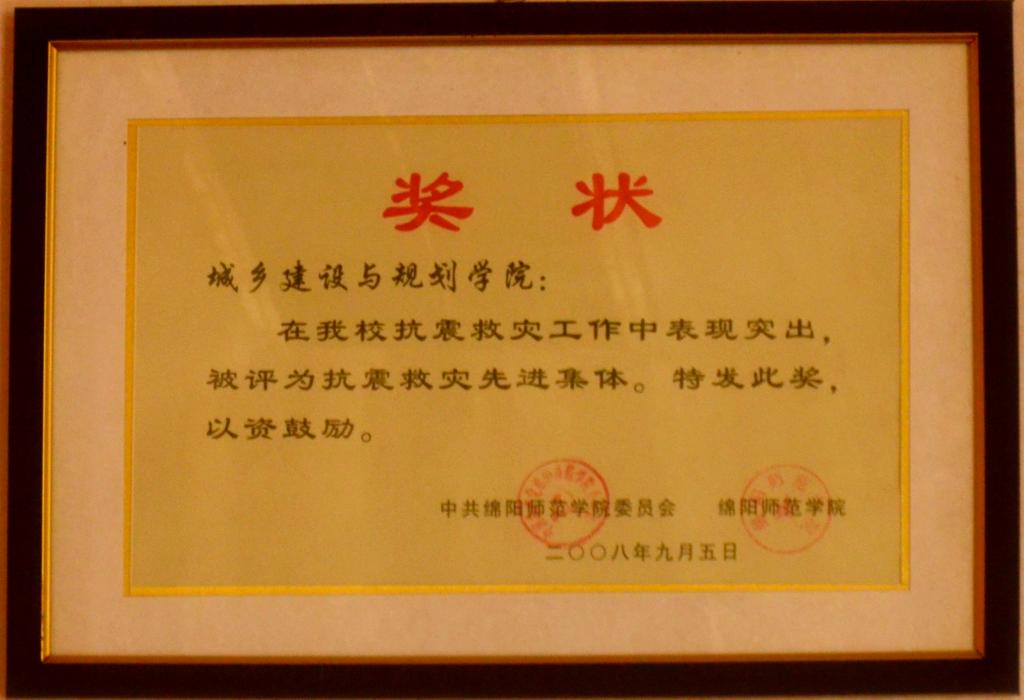 奖 状
城乡建设与规划学院：
在我校抗震救灾工作中表现突出，
被评为抗震救灾先进集体。特发此奖，
以资鼓励。
中共绵阳师范学院委员会 绵阳师范学院
二〇〇八年九月五日